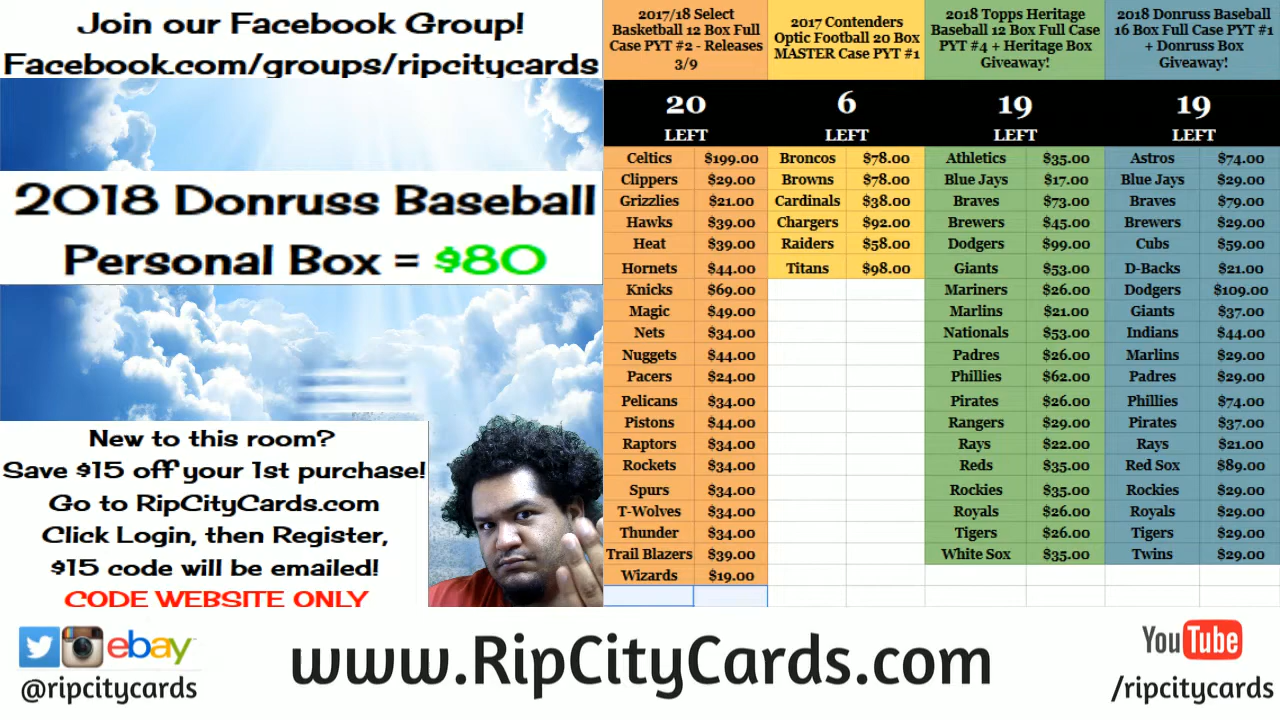 Join our Facebook Group!
Facebook.com/groups/ripcitycards
2018 Donruss Baseball
Personal Box = $80
New to this room?
Save $15 off your 1st purchase!
Go to RipCityCards.com
Click Login, then Register,
$15 code will be emailed!
CODE WEBSITE ONLY
2017/18 Select
Basketball 12 Box Full
Case PYT #2 - Releases
3/9
20
LEFT
Celtics $199.00
Clippers $29.00
Grizzlies $21.00
Hawks $39.00
Heat $39.00
Hornets $44.00
Knicks $69.00
Magic $49.00
Nets $34.00
Nuggets $44.00
Pacers $24.00
Pelicans $34.00
Pistons $44.00
Raptors $34.00
Rockets $34.00
Spurs $34.00
T-Wolves $34.00
Thunder $34.00
Trail Blazers $39.00
Wizards $19.00
2017 Contenders
Optic Football 20 Box
MASTER Case PYT #1
6
LEFT
Broncos $78.00
Browns $78.00
Cardinals $38.00
Chargers $92.00
Raiders $58.00
Titans $98.00
2018 Topps Heritage
Baseball 12 Box Full Case
PYT #4 + Heritage Box
Giveaway!
19
LEFT
Athletics $35.00
Blue Jays $17.00
Braves $73.00
Brewers $45.00
Dodgers $99.00
Giants $53.00
Mariners $26.00
Marlins $21.00
Nationals $53.00
Padres $26.00
Phillies $62.00
Pirates $26.00
Rangers $29.00
Rays $22.00
Reds $35.00
Rockies $35.00
Royals $26.00
Tigers $26.00
White Sox $35.00
2018 Donruss Baseball
16 Box Full Case PYT #1
+ Donruss Box
Giveaway!
19
LEFT
Astros $74.00
Blue Jays $29.00
Braves $79.00
Brewers $29.00
Cubs $59.00
D-Backs $21.00
Dodgers $109.00
Giants $37.00
Indians $44.00
Marlins $29.00
Padres $29.00
Phillies $74.00
Pirates $37.00
Rays $21.00
Red Sox $89.00
Rockies $29.00
Royals $29.00
Tigers $29.00
Twins $29.00
ebay
@ripcitycards
www.RipCityCards.com
YouTube
/ripcitycards